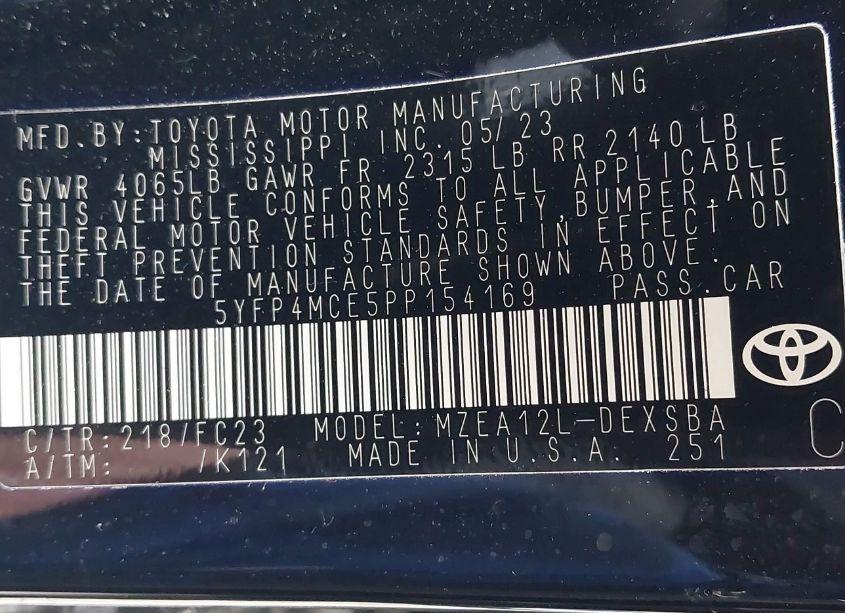 MFD. BY: TOYOTA MOTOR MANUFACTURING
MISSISSIPPI INC. 05/23
GVWR 4065LB GAWR FR 2315 LB RR 2140 LB
THIS VEHICLE CONFORMS TO ALL APPLICABLE
FEDERAL MOTOR VEHICLE SAFETY, BUMPER, AND
THEFT PREVENTION STANDARDS IN EFFECT ON
THE DATE OF MANUFACTURE SHOWN ABOVE.
5YFP4MCE5PP154169 PASS. CAR
C/TR: 218/FC23 MODEL: MZEA12L-DEXSBA
A/TM: /K121 MADE IN U.S.A. 251
C